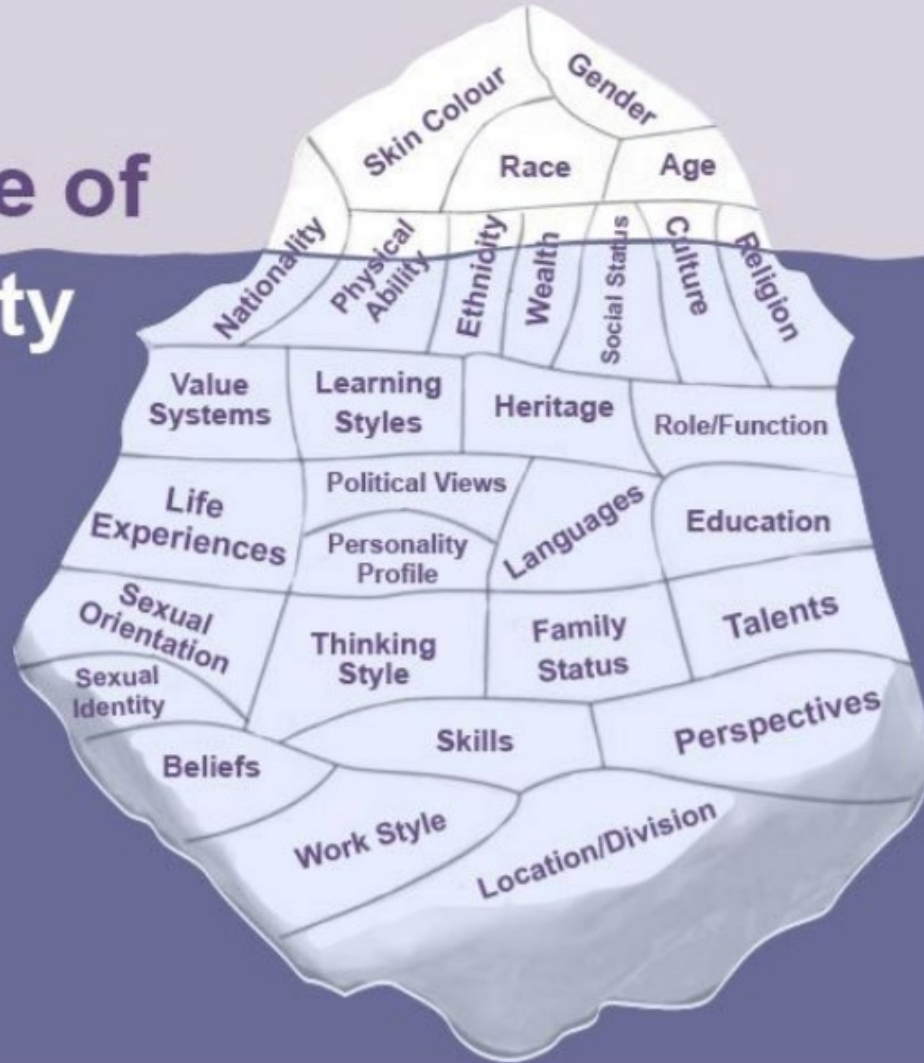 e of
ty
Skin Colour
Gender
Race
Age
Nationality
Physical
Ability
Ethnicity
Wealth
Social Status
Culture
Religion
Value
Systems
Learning
Styles
Heritage
Role/Function
Life
Experiences
Political Views
Personality
Profile
Languages
Education
Sexual
Orientation
Sexual
Identity
Thinking
Style
Family
Status
Talents
Beliefs
Skills
Perspectives
Work Style
Location/Division